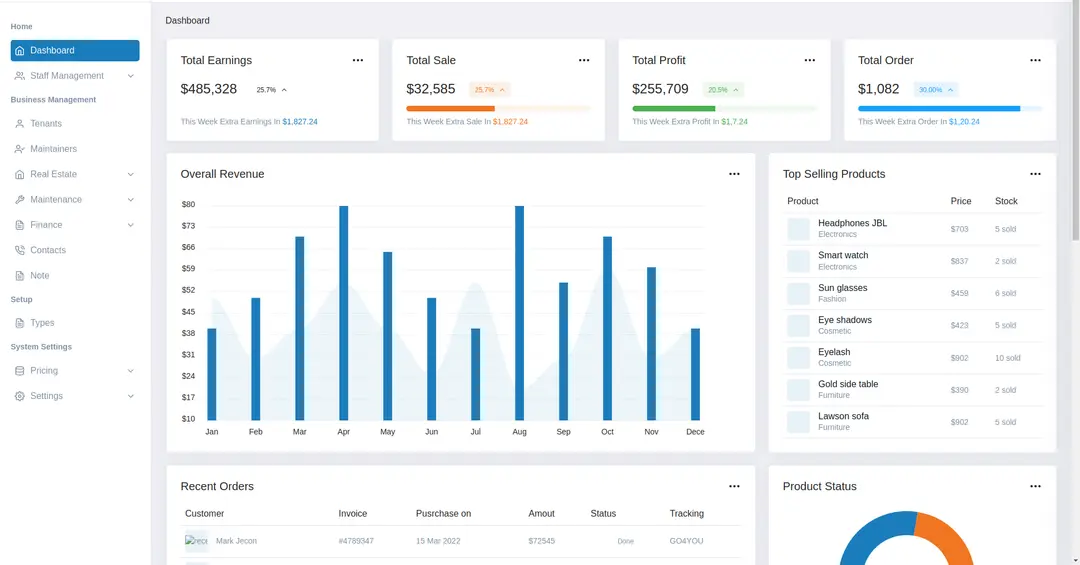 Home
Dashboard
Staff Management
Business Management
Tenants
Maintainers
Real Estate
Maintenance
Finance
Contacts
Note
Setup
Types
System Settings
Pricing
Settings
Dashboard
Total Earnings
$485,328 25.7%
This Week Extra Earnings In $1,827.24
Total Sale
$32,585 25.7%
This Week Extra Sale In $1,827.24
Total Profit
$255,709 20.5%
This Week Extra Profit In $1,7.24
Total Order
$1,082 30.00%
This Week Extra Order In $1,20.24
Overall Revenue
$80
$73
$66
$59
$52
$45
$38
$31
$24
$17
$10
Jan Feb Mar Apr May Jun Jul Aug Sep Oct Nov Dece
Top Selling Products
Product Price Stock
Headphones JBL
Electronics $703 5 sold
Smart watch
Electronics $837 2 sold
Sun glasses
Fashion $459 6 sold
Eye shadows
Cosmetic $423 5 sold
Eyelash
Cosmetic $902 10 sold
Gold side table
Furniture $390 2 sold
Lawson sofa
Furniture $902 5 sold
Recent Orders
Customer Invoice Pusrchase on Amout Status Tracking
rece Mark Jecon #4789347 15 Mar 2022 $72545 Done GO4YOU
Product Status